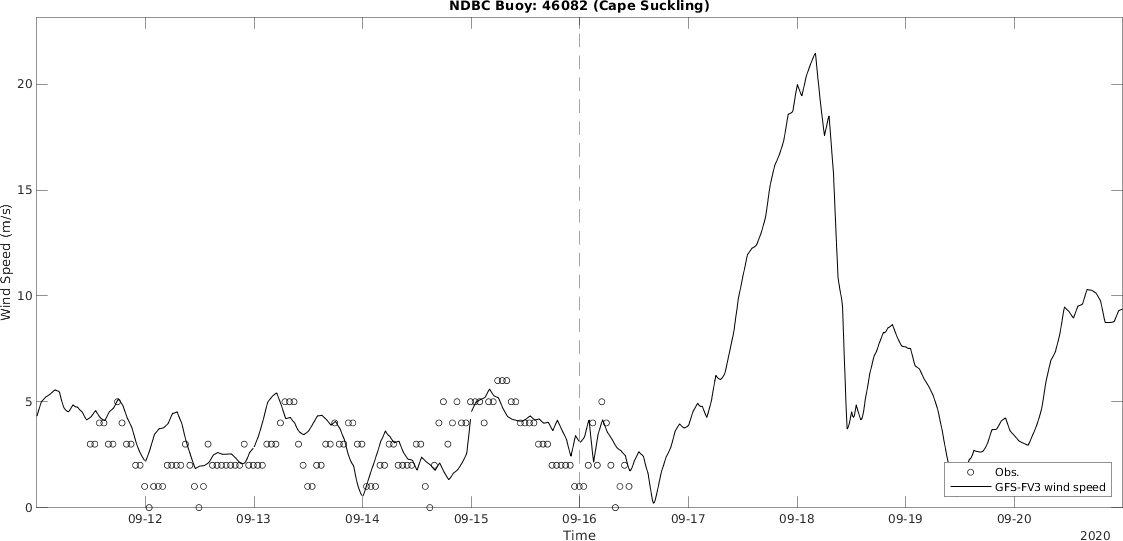 NDBC Buoy: 46082 (Cape Suckling)
Wind Speed (m/s)
20
15
10
5
0
Obs.
GFS-FV3 wind speed
09-12 09-13 09-14 09-15 09-16 09-17 09-18 09-19 09-20
Time
2020